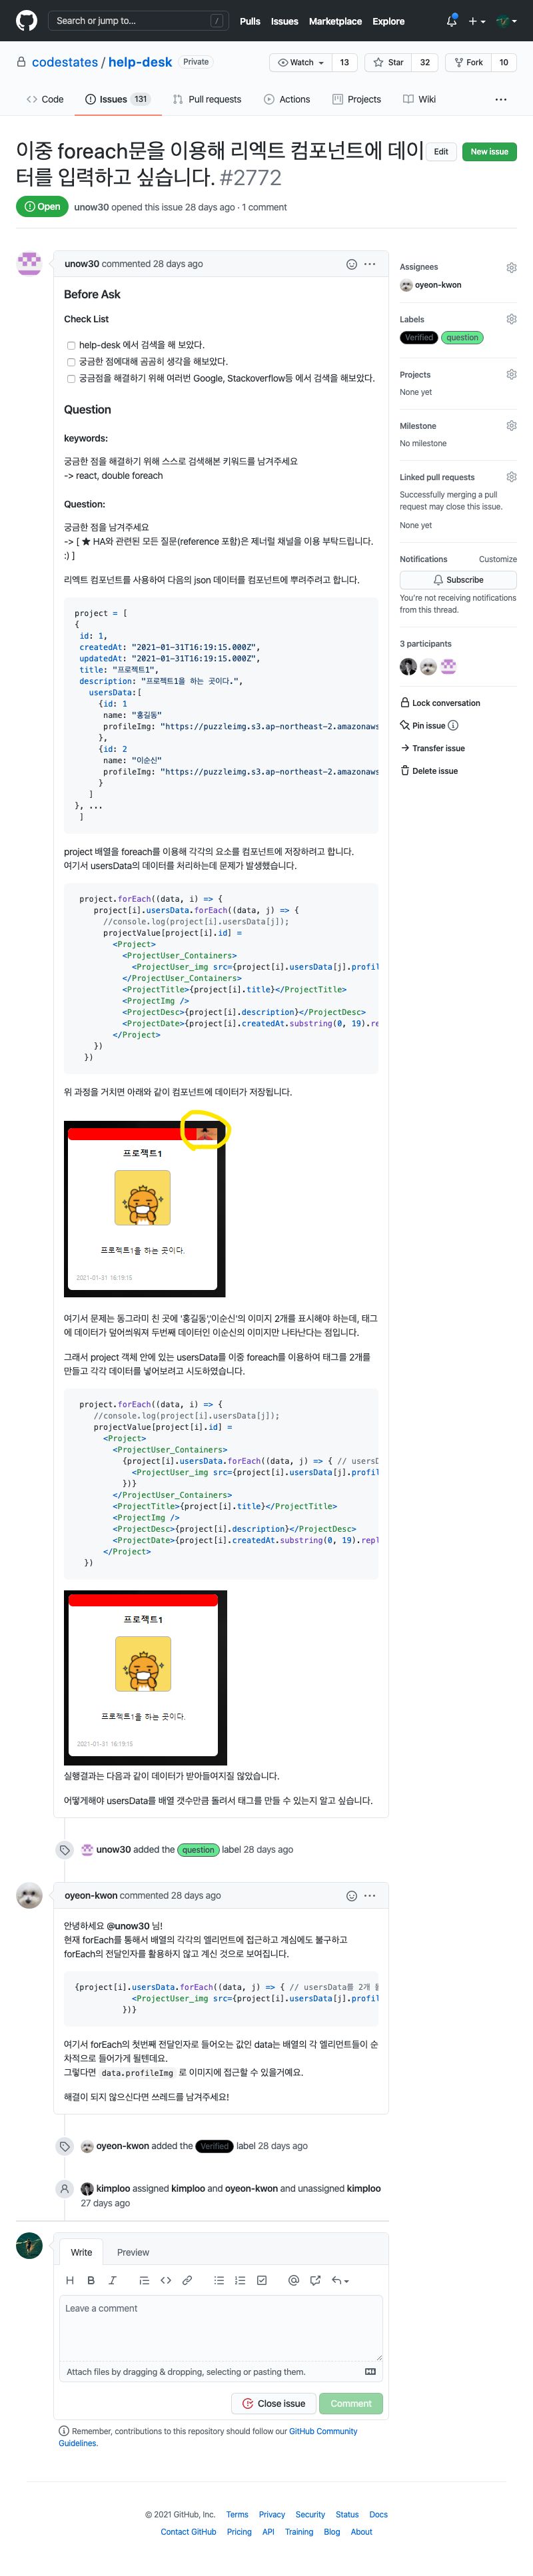 Search or jump to...
/
Pulls Issues Marketplace Explore
codestates / help-desk Private
Watch 13
Star 32
Fork 10
Code
Issues 131
Pull requests
Actions
Projects
Wiki
이중 foreach문을 이용해 리엑트 컴포넌트에 데이
터를 입력하고 싶습니다. #2772
Edit
New issue
Open
unow30 opened this issue 28 days ago · 1 comment
unow30 commented 28 days ago
Before Ask
Check List
help-desk 에서 검색을 해 보았다.
궁금한 점에대해 곰곰히 생각을 해보았다.
궁금점을 해결하기 위해 여러번 Google, Stackoverflow등 에서 검색을 해보았다.
Question
keywords:
궁금한 점을 해결하기 위해 스스로 검색해본 키워드를 남겨주세요
-> react, double foreach
Question:
궁금한 점을 남겨주세요
-> [ ★ HA와 관련된 모든 질문(reference 포함)은 제너럴 채널을 이용 부탁드립니다.
:) ]
리엑트 컴포넌트를 사용하여 다음의 json 데이터를 컴포넌트에 뿌려주려고 합니다.
project = [
{
id: 1,
createdAt: "2021-01-31T16:19:15.000Z",
updatedAt: "2021-01-31T16:19:15.000Z",
title: "프로젝트1",
description: "프로젝트1을 하는 곳이다.",
usersData:[
{id: 1
name: "홍길동"
profileImg: "https://puzzleimg.s3.ap-northeast-2.amazonaws
},
{id: 2
name: "이순신"
profileImg: "https://puzzleimg.s3.ap-northeast-2.amazonaws
}
]
}, ...
]
project 배열을 foreach를 이용해 각각의 요소를 컴포넌트에 저장하려고 합니다.
여기서 usersData의 데이터를 처리하는데 문제가 발생했습니다.
project.forEach((data, i) => {
project[i].usersData.forEach((data, j) => {
//console.log(project[i].usersData[j]);
projectValue[project[i].id] =
<Project>
<ProjectUser_Containers>
<ProjectUser_img src={project[i].usersData[j].profil
</ProjectUser_Containers>
<ProjectTitle>{project[i].title}</ProjectTitle>
<ProjectImg />
<ProjectDesc>{project[i].description}</ProjectDesc>
<ProjectDate>{project[i].createdAt.substring(0, 19).re
</Project>
})
})
위 과정을 거치면 아래와 같이 컴포넌트에 데이터가 저장됩니다.
프로젝트1
프로젝트1을 하는 곳이다.
2021-01-31 16:19:15
여기서 문제는 동그라미 친 곳에 '홍길동','이순신'의 이미지 2개를 표시해야 하는데, 태그
에 데이터가 덮어씌워져 두번째 데이터인 이순신의 이미지만 나타난다는 점입니다.
그래서 project 객체 안에 있는 usersData를 이중 foreach를 이용하여 태그를 2개를
만들고 각각 데이터를 넣어보려고 시도하였습니다.
project.forEach((data, i) => {
//console.log(project[i].usersData[j]);
projectValue[project[i].id] =
<Project>
<ProjectUser_Containers>
{project[i].usersData.forEach((data, j) => { // usersD
<ProjectUser_img src={project[i].usersData[j].profil
})}
</ProjectUser_Containers>
<ProjectTitle>{project[i].title}</ProjectTitle>
<ProjectImg />
<ProjectDesc>{project[i].description}</ProjectDesc>
<ProjectDate>{project[i].createdAt.substring(0, 19).repl
</Project>
})
프로젝트1
프로젝트1을 하는 곳이다.
2021-01-31 16:19:15
실행결과는 다음과 같이 데이터가 받아들여지질 않았습니다.
어떻게해야 usersData를 배열 갯수만큼 돌려서 태그를 만들 수 있는지 알고 싶습니다.
unow30 added the question label 28 days ago
oyeon-kwon commented 28 days ago
안녕하세요 @unow30 님!
현재 forEach를 통해서 배열의 각각의 엘리먼트에 접근하고 계심에도 불구하고
forEach의 전달인자를 활용하지 않고 계신 것으로 보여집니다.
{project[i].usersData.forEach((data, j) => { // usersData를 2개 
<ProjectUser_img src={project[i].usersData[j].profil
})}
여기서 forEach의 첫번째 전달인자로 들어오는 값인 data는 배열의 각 엘리먼트들이 순
차적으로 들어가게 될텐데요.
그렇다면 data.profileImg 로 이미지에 접근할 수 있을거예요.
해결이 되지 않으신다면 쓰레드를 남겨주세요!
oyeon-kwon added the Verified label 28 days ago
kimploo assigned kimploo and oyeon-kwon and unassigned kimploo
27 days ago
Write Preview
Leave a comment
Attach files by dragging & dropping, selecting or pasting them.
Close issue
Comment
Remember, contributions to this repository should follow our GitHub Community
Guidelines.
Assignees
oyeon-kwon
Labels
Verified question
Projects
None yet
Milestone
No milestone
Linked pull requests
Successfully merging a pull
request may close this issue.
None yet
Notifications Customize
Subscribe
You're not receiving notifications
from this thread.
3 participants
Lock conversation
Pin issue
Transfer issue
Delete issue
© 2021 GitHub, Inc. Terms Privacy Security Status Docs
Contact GitHub Pricing API Training Blog About